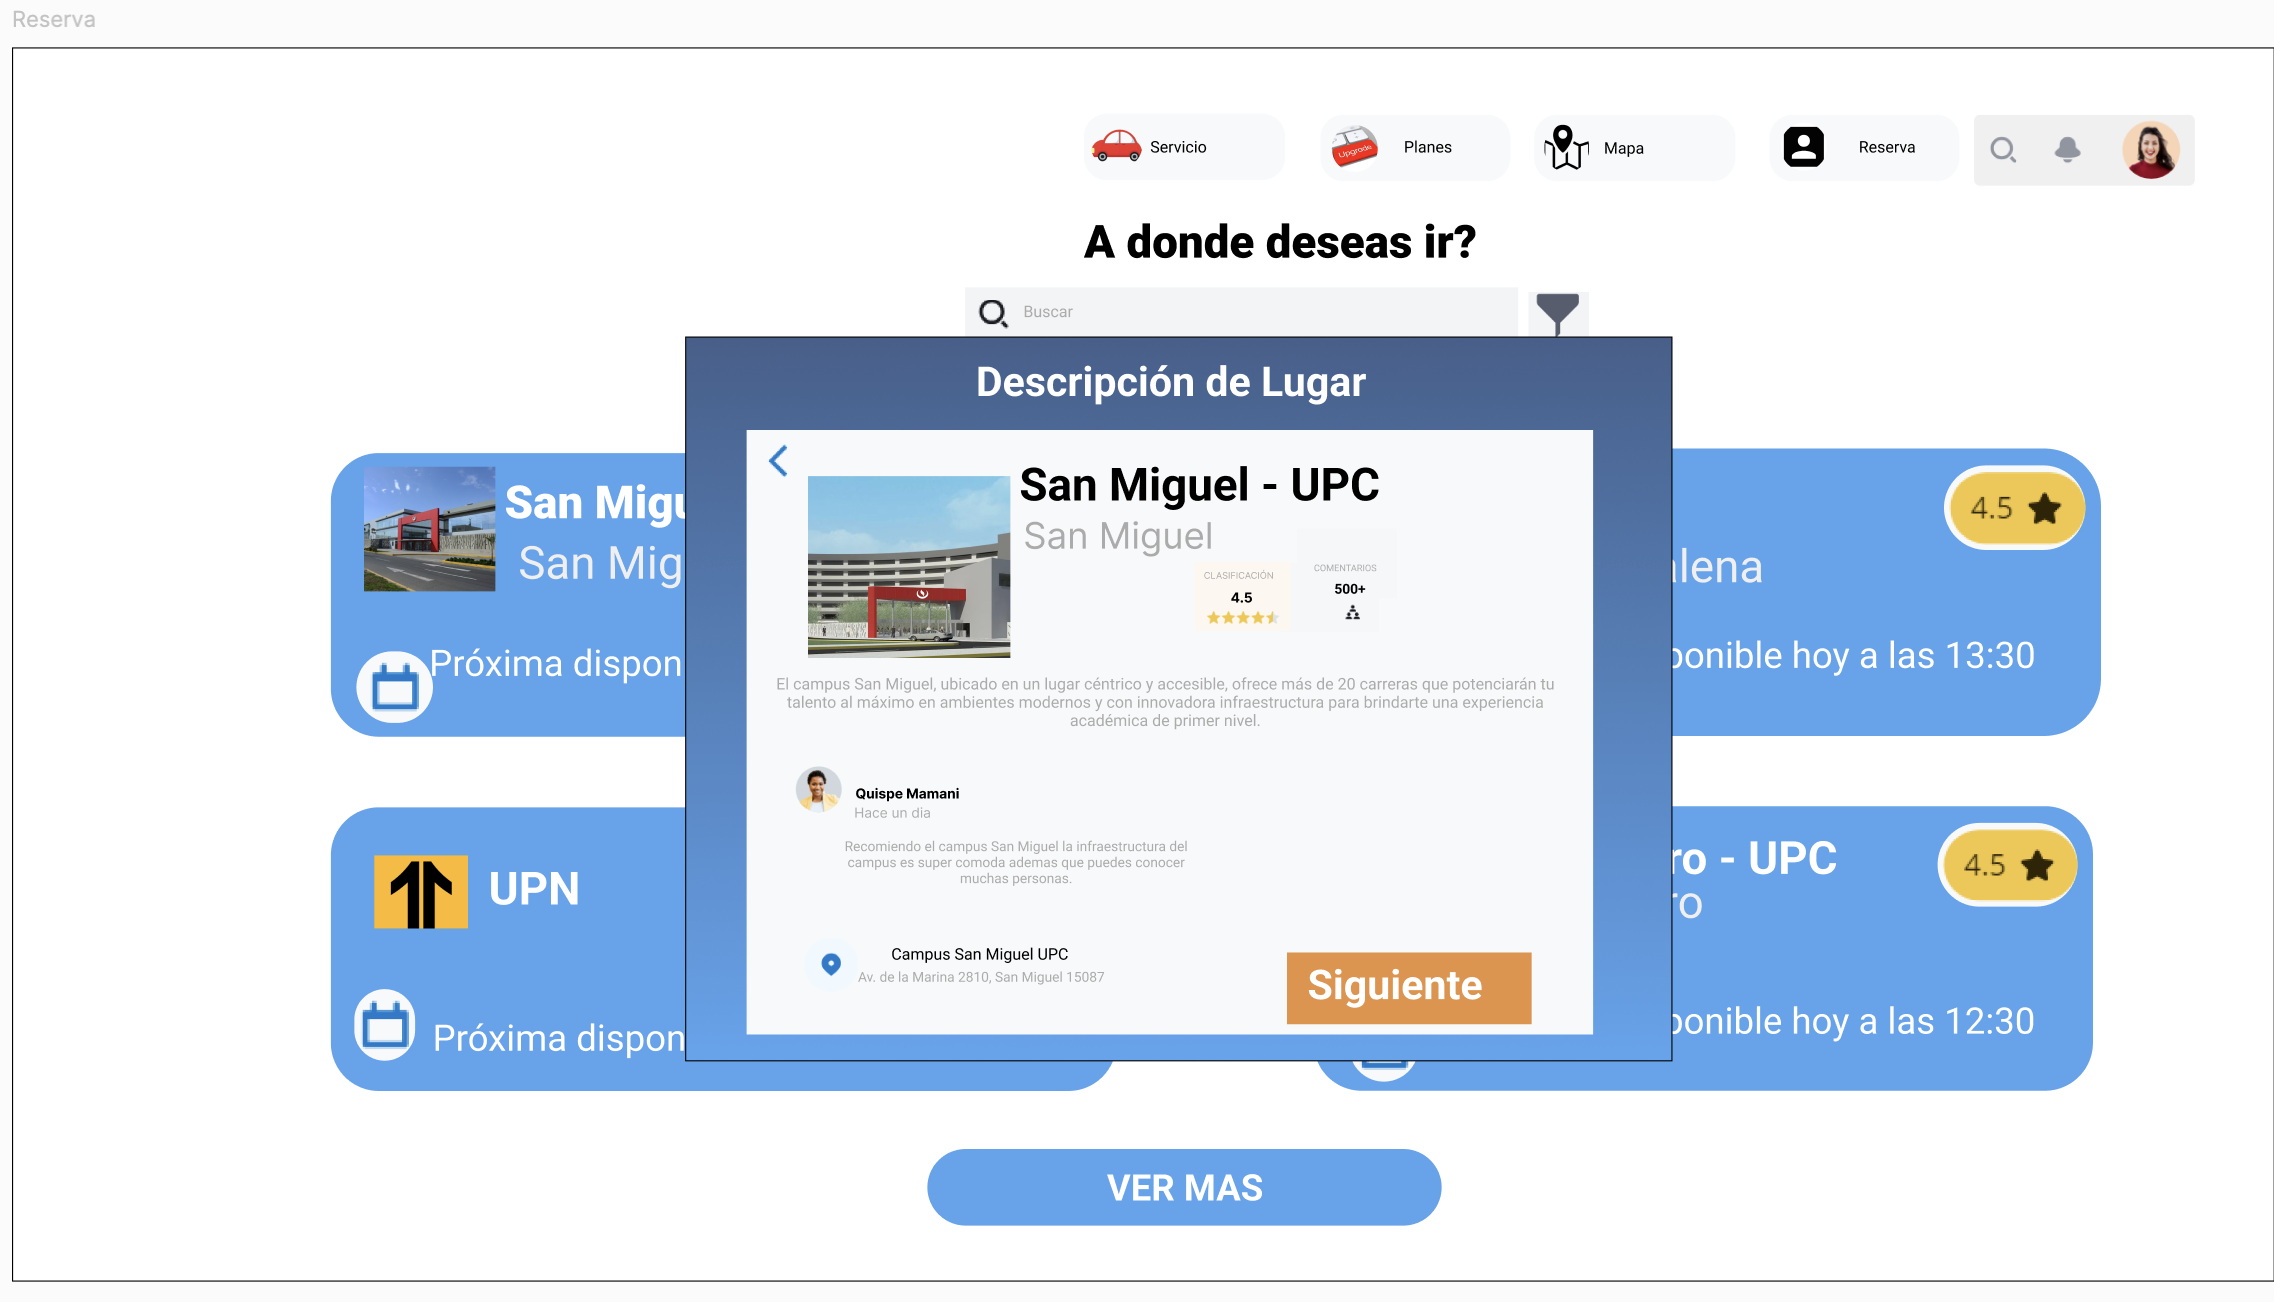 Reserva
Servicio
Planes
Mapa
Reserva
Upgrade
A donde deseas ir?
Buscar
Descripción de Lugar
San Miguel - UPC
San Miguel
CLASIFICACIÓN
4.5
COMENTARIOS
500+
El campus San Miguel, ubicado en un lugar céntrico y accesible, ofrece más de 20 carreras que potenciarán tu
talento al máximo en ambientes modernos y con innovadora infraestructura para brindarte una experiencia
académica de primer nivel.
Quispe Mamani
Hace un dia
Recomiendo el campus San Miguel la infraestructura del
campus es super comoda ademas que puedes conocer
muchas personas.
Campus San Miguel UPC
Av. de la Marina 2810, San Miguel 15087
Siguiente
San Migu
San Mig
Próxima dispon
4.5
lena
ponible hoy a las 13:30
UPN
Próxima dispon
ro - UPC
ro
4.5
ponible hoy a las 12:30
VER MAS